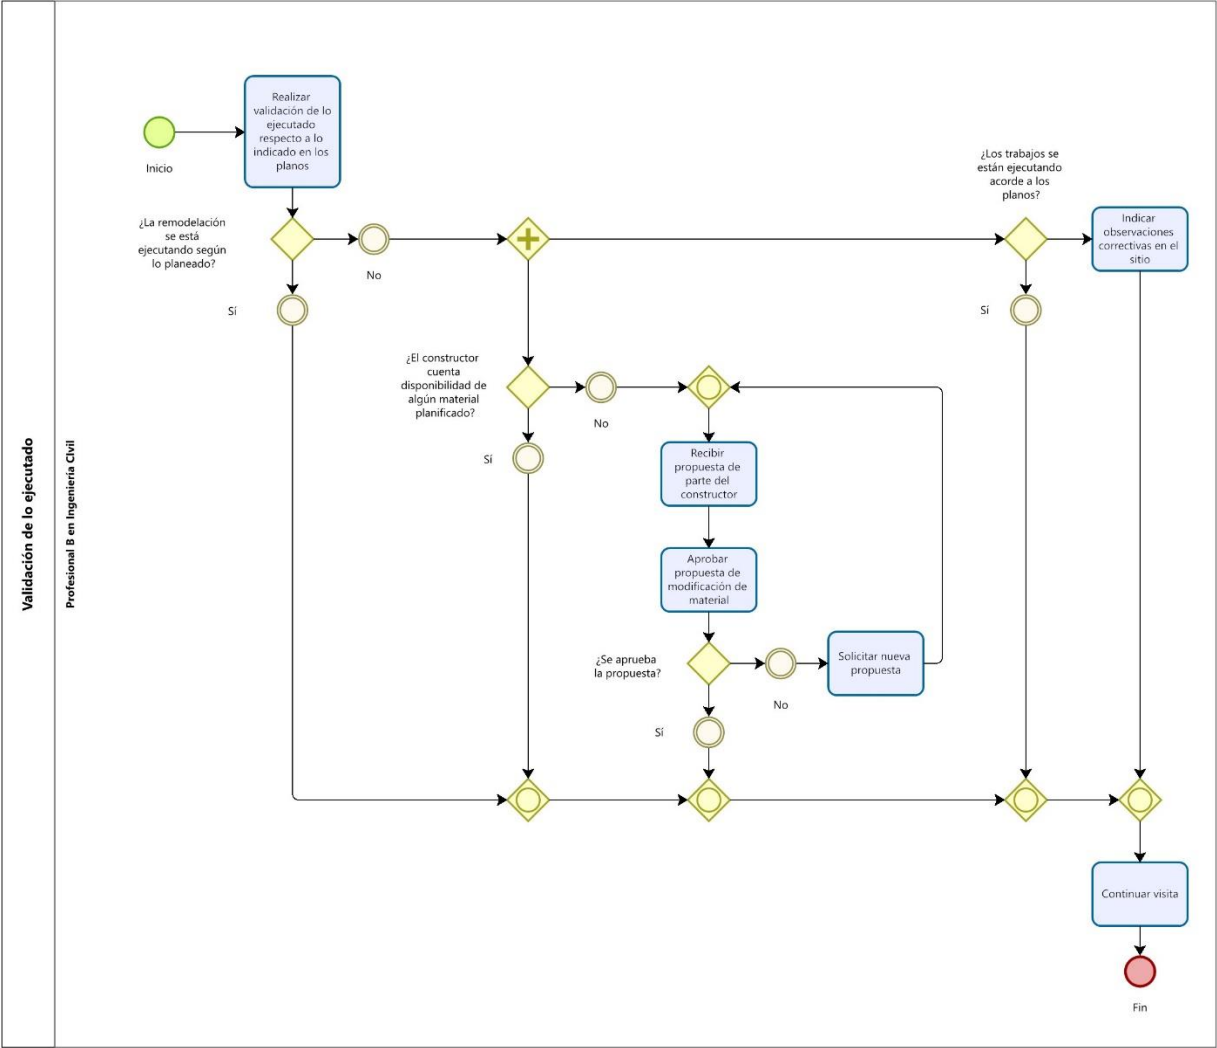 Validación de lo ejecutado
Profesional B en Ingeniería Civil
Inicio
Realizar
validación de lo
ejecutado
respecto a lo
indicado en los
planos
¿La remodelación
se está
ejecutando según
lo planeado?
No
Sí
¿Los trabajos se
están ejecutando
acorde a los
planos?
Indicar
observaciones
correctivas en el
sitio
Sí
¿El constructor
cuenta
disponibilidad de
algún material
planificado?
No
Sí
Recibir
propuesta de
parte del
constructor
Aprobar
propuesta de
modificación de
material
¿Se aprueba
la propuesta?
No
Solicitar nueva
propuesta
Sí
Continuar visita
Fin